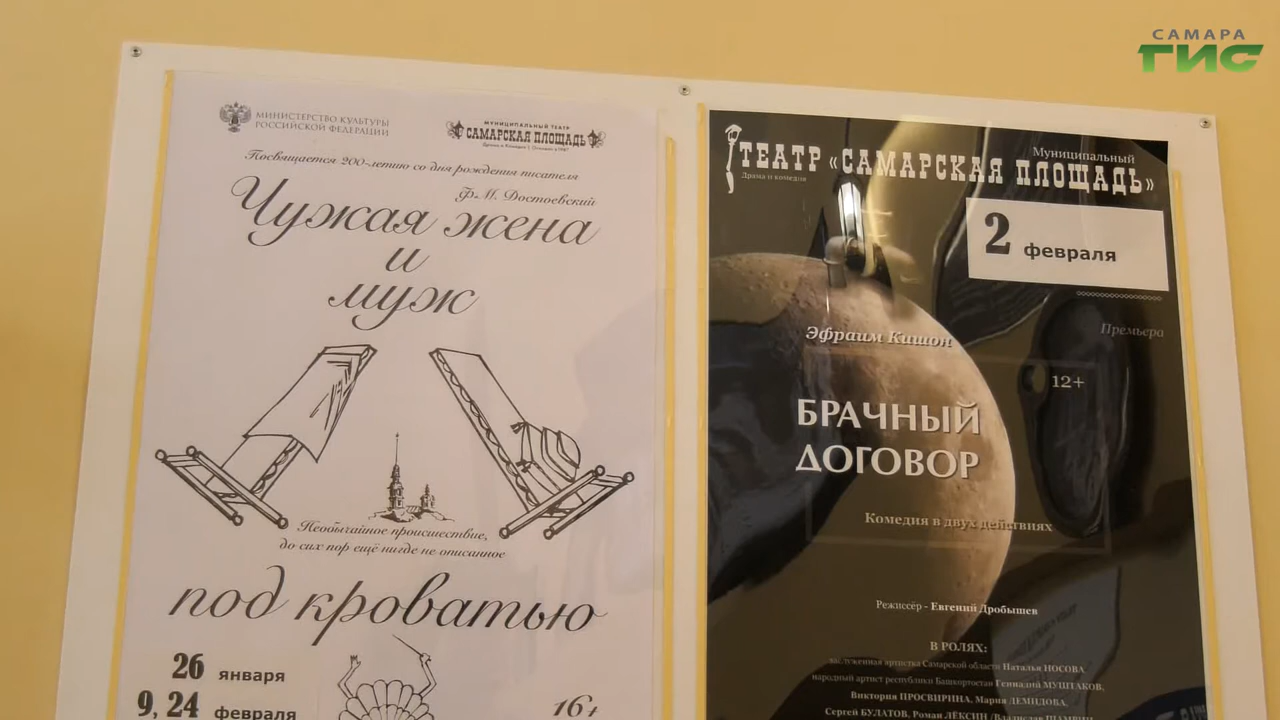 САМАРА
ГИС
МИНИСТЕРСТВО КУЛЬТУРЫ
РОССИЙСКОЙ ФЕДЕРАЦИИ
МУНИЦИПАЛЬНЫЙ ТЕАТР
САМАРСКАЯ ПЛОЩАДЬ
Посвящается 200-летию со дня рождения писателя
Ф.М. Достоевский
Чужая жена
и
муж
Необычайное происшествие,
до сих пор ещё нигде не описанное
под кроватью
26 января
9, 24 февраля
16+
Муниципальный
ТЕАТР «САМАРСКАЯ ПЛОЩАДЬ»
Драма и комедия
2 февраля
Премьера
Эфраим Кишон
12+
БРАЧНЫЙ
ДОГОВОР
Комедия в двух действиях
Режиссёр - Евгений Дробышев
В РОЛЯХ:
заслуженная артистка Самарской области Наталья НОСОВА
народный артист республики Башкортостан Геннадий МУШТАКОВ,
Виктория ПРОСВИРИНА, Мария ДЕМИДОВА,
Сергей БУЛАТОВ, Роман ЛЁКСИН /Владислав